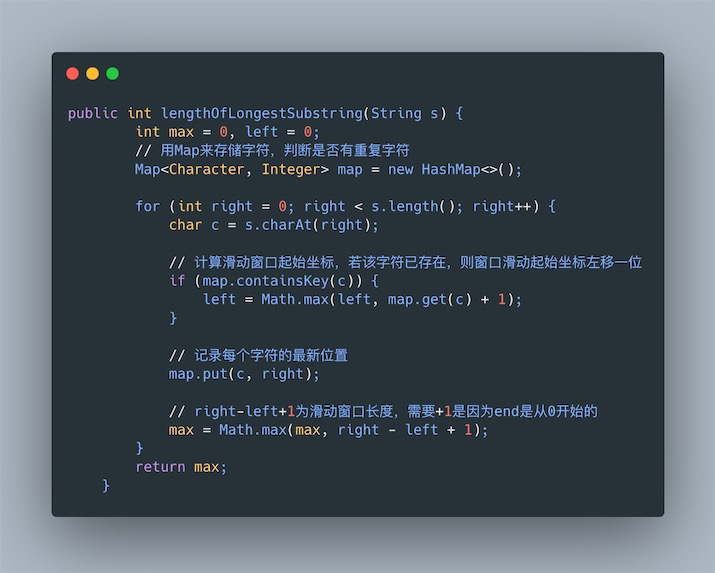 public int lengthOfLongestSubstring(String s) {
int max = 0, left = 0;
// 用Map来存储字符，判断是否有重复字符
Map<Character, Integer> map = new HashMap<>();
for (int right = 0; right < s.length(); right++) {
char c = s.charAt(right);
// 计算滑动窗口起始坐标，若该字符已存在，则窗口滑动起始坐标左移一位
if (map.containsKey(c)) {
left = Math.max(left, map.get(c) + 1);
}
// 记录每个字符的最新位置
map.put(c, right);
// right-left+1为滑动窗口长度，需要+1是因为end是从0开始的
max = Math.max(max, right - left + 1);
}
return max;
}